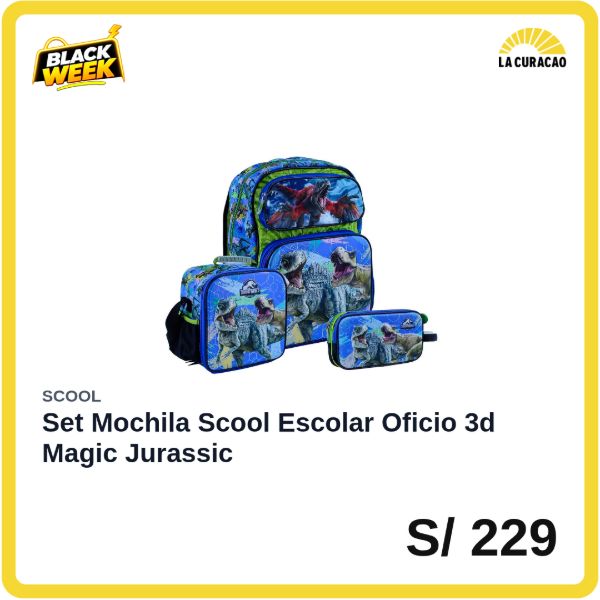 BLACK
WEEK
LA CURACAO
SCOOL
Set Mochila Scool Escolar Oficio 3d
Magic Jurassic
S/ 229